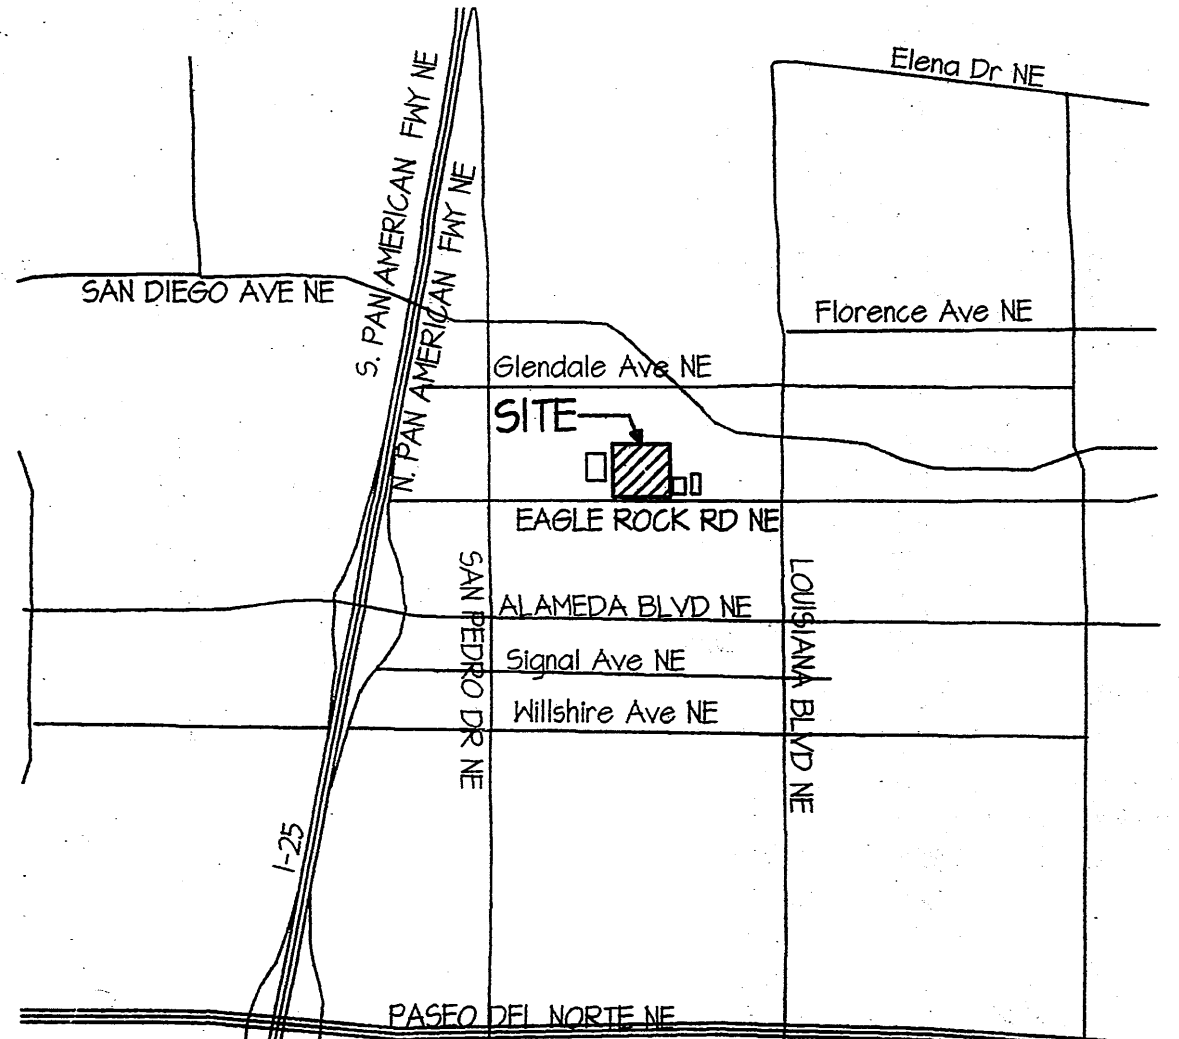 Elena Dr NE
S. PAN AMERICAN FWY NE
N. PAN AMERICAN FWY NE
SAN DIEGO AVE NE
Florence Ave NE
Glendale Ave NE
SITE
EAGLE ROCK RD NE
SAN PEDRO DR NE
LOUISIANA BLVD NE
ALAMEDA BLVD NE
Signal Ave NE
Willshire Ave NE
I-25
PASEO DEL NORTE NE